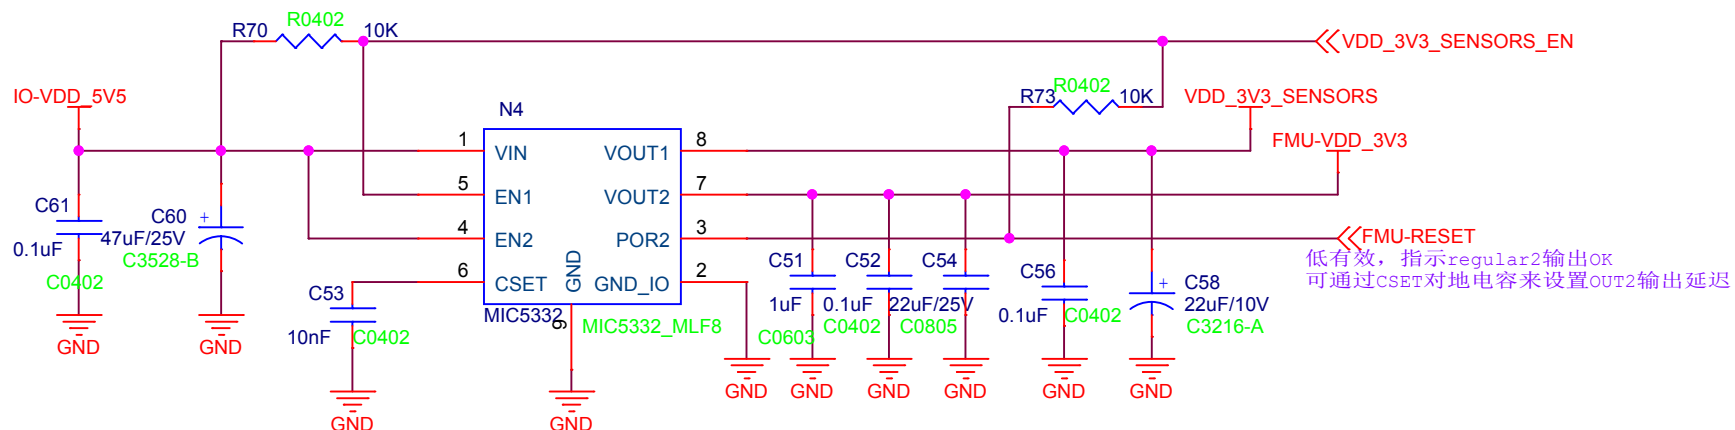 R70
R0402
10K
VDD_3V3_SENSORS_EN
R0402
R73
10K
IO-VDD_5V5
N4
VDD_3V3_SENSORS
FMU-VDD_3V3
1
VIN
VOUT1
8
5
EN1
VOUT2
7
4
EN2
POR2
3
6
CSET
GND
GND_IO
2
MIC5332
9
MIC5332_MLF8
FMU-RESET
低有效，指示regular2输出OK
可通过CSET对地电容来设置OUT2输出延迟
C61
0.1uF
C0402
C60
+
47uF/25V
C3528-B
C53
10nF
C0402
C51
1uF
C0603
C52
0.1uF
C0402
C54
22uF/25V
C0805
C56
0.1uF
C0402
C58
+
22uF/10V
C3216-A
GND
GND
GND
GND
GND
GND
GND
GND
GND
GND